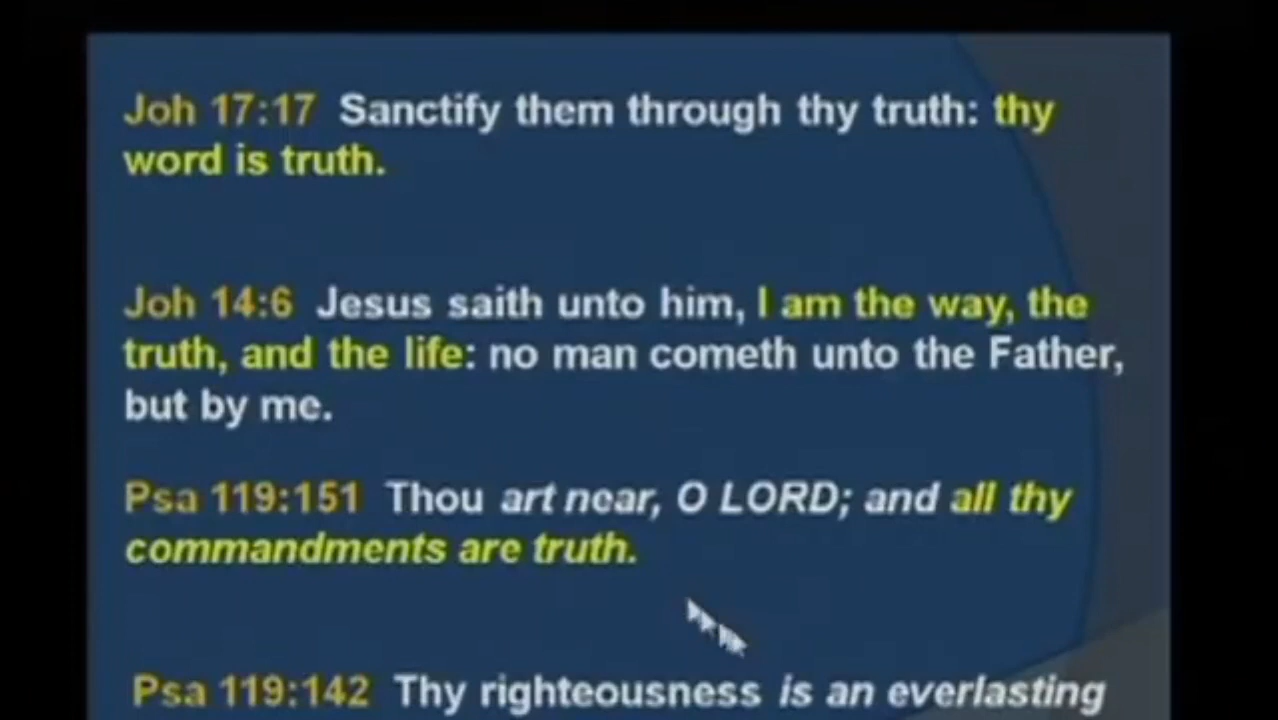 Joh 17:17 Sanctify them through thy truth: thy
word is truth.
Joh 14:6 Jesus saith unto him, I am the way, the
truth, and the life: no man cometh unto the Father,
but by me.
Psa 119:151 Thou art near, O LORD; and all thy
commandments are truth.
Psa 119:142 Thy righteousness is an everlasting